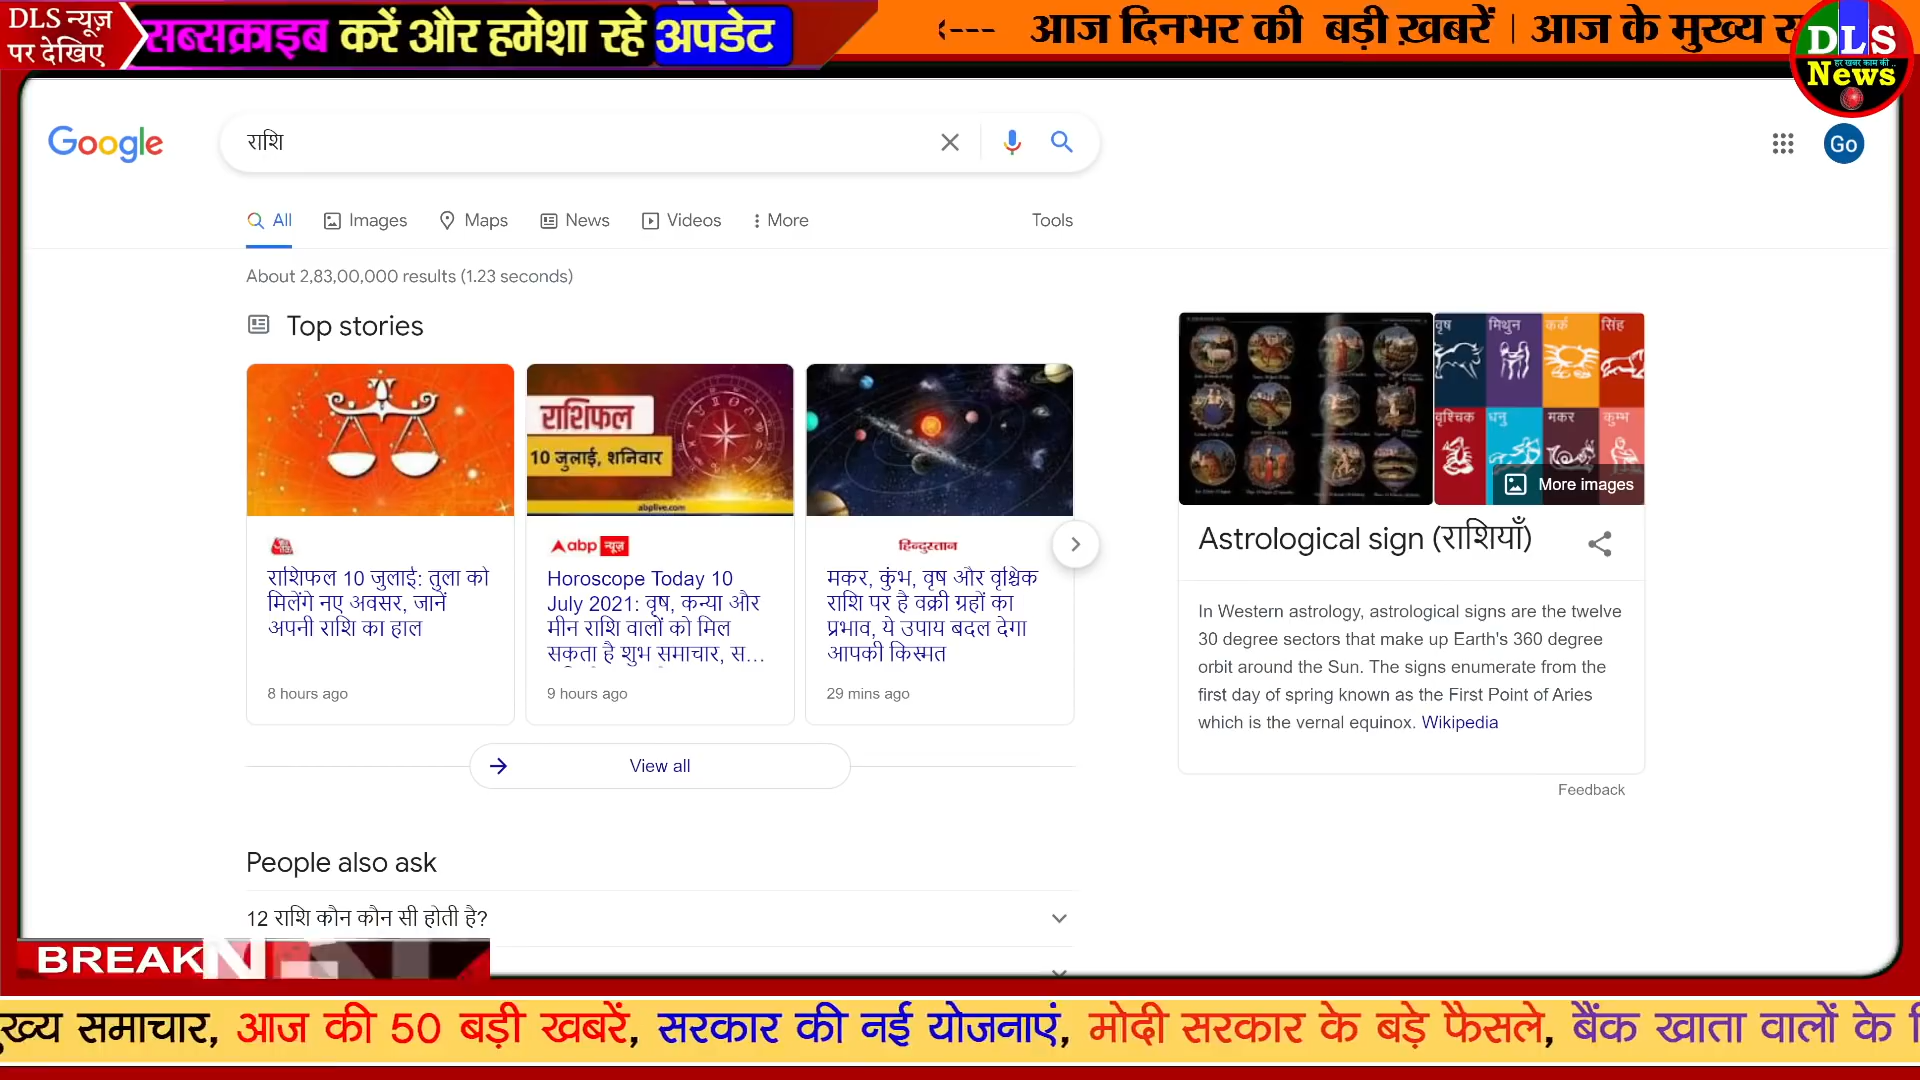 DLS न्यूज़
पर देखिए
सब्सक्राइब करें और हमेशा रहे अपडेट
‹--- आज दिनभर की बड़ी ख़बरें | आज के मुख्य
DLS
हर खबर काम की ..
News
Google
राशि
Go
All
Images
Maps
News
Videos
More
Tools
About 2,83,00,000 results (1.23 seconds)
Top stories
राशिफल
10 जुलाई, शनिवार
abplive.com
वृष
मिथुन
कर्क
सिंह
वृश्चिक
धनु
मकर
कुम्भ
More images
abp न्यूज़
हिन्दुस्तान
राशिफल 10 जुलाई: तुला को
मिलेंगे नए अवसर, जानें
अपनी राशि का हाल
8 hours ago
Horoscope Today 10
July 2021: वृष, कन्या और
मीन राशि वालों को मिल
सकता है शुभ समाचार, स...
9 hours ago
मकर, कुंभ, वृष और वृश्चिक
राशि पर है वक्री ग्रहों का
प्रभाव, ये उपाय बदल देगा
आपकी किस्मत
29 mins ago
Astrological sign (राशियाँ)
In Western astrology, astrological signs are the twelve
30 degree sectors that make up Earth's 360 degree
orbit around the Sun. The signs enumerate from the
first day of spring known as the First Point of Aries
which is the vernal equinox. Wikipedia
Feedback
View all
People also ask
12 राशि कौन कौन सी होती है?
BREAK
समाचार, आज की 50 बड़ी खबरें, सरकार की नई योजनाएं, मोदी सरकार के बड़े फैसले, बैंक खाता वालों के